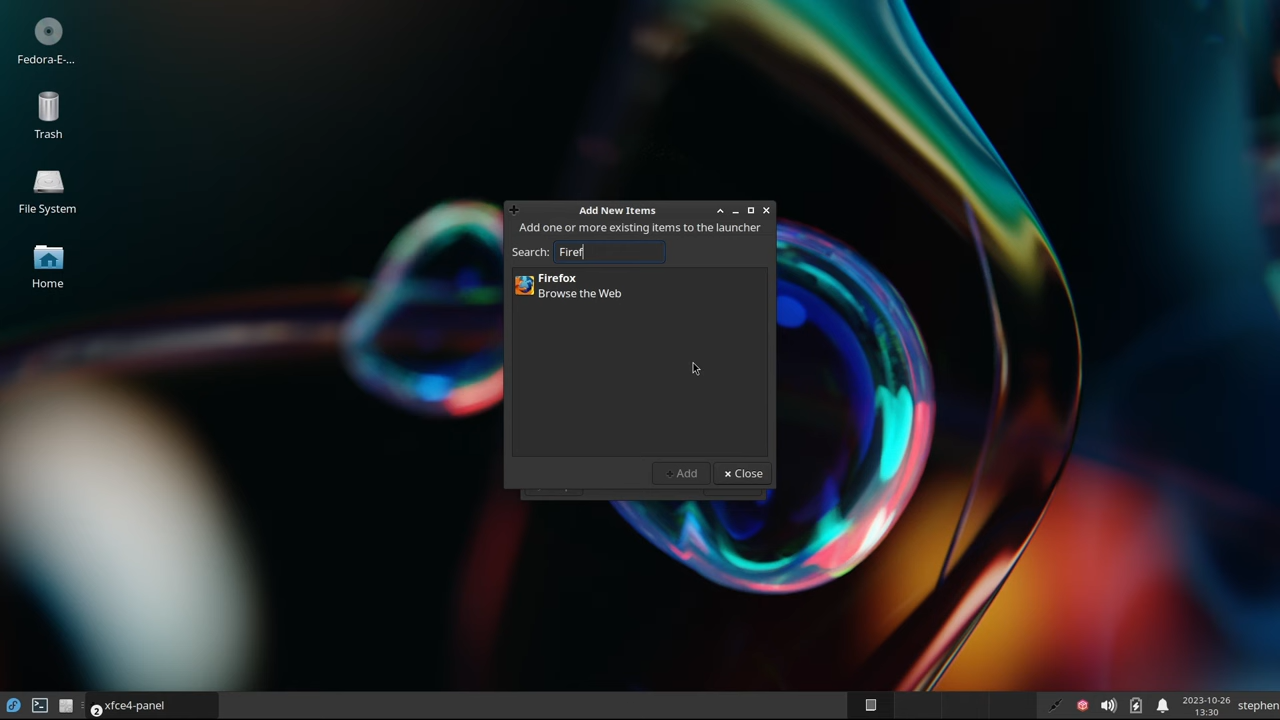 Fedora-E-...
Trash
File System
Home
Add New Items
Add one or more existing items to the launcher
Search: Firef
Firefox
Browse the Web
Add
Close
2 xfce4-panel
2023-10-26
13:30
stephen